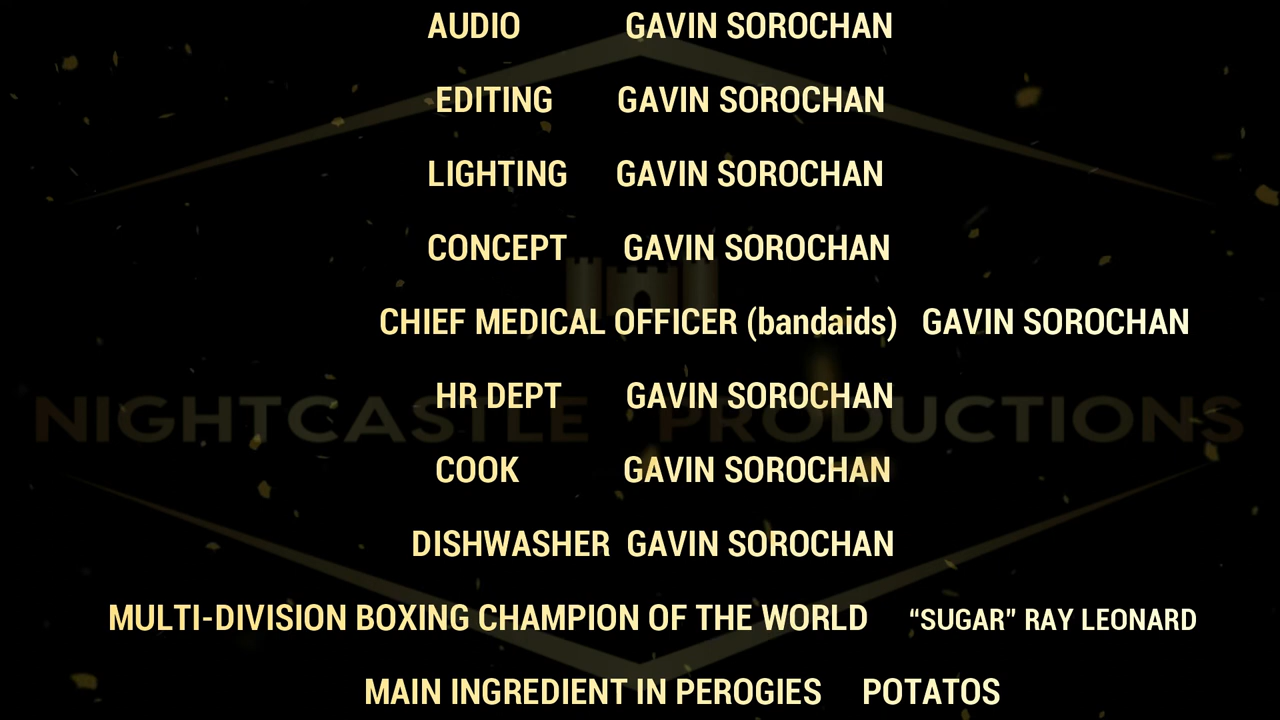 AUDIO GAVIN SOROCHAN
EDITING GAVIN SOROCHAN
LIGHTING GAVIN SOROCHAN
CONCEPT GAVIN SOROCHAN
CHIEF MEDICAL OFFICER (bandaids) GAVIN SOROCHAN
HR DEPT GAVIN SOROCHAN
NIGHTCASTLE PRODUCTIONS
COOK GAVIN SOROCHAN
DISHWASHER GAVIN SOROCHAN
MULTI-DIVISION BOXING CHAMPION OF THE WORLD “SUGAR” RAY LEONARD
MAIN INGREDIENT IN PEROGIES POTATOS